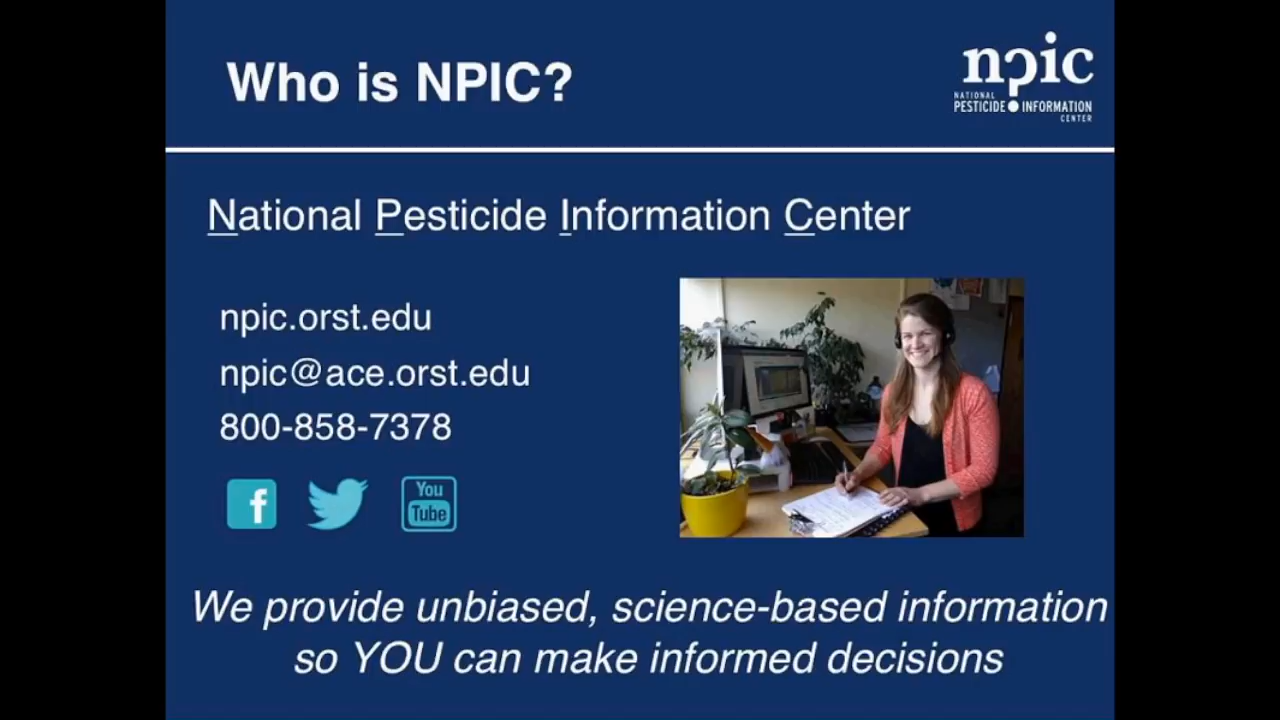 Who is NPIC?
npic
NATIONAL
PESTICIDE INFORMATION
CENTER
National Pesticide Information Center
npic.orst.edu
npic@ace.orst.edu
800-858-7378
f
You
Tube
We provide unbiased, science-based information
so YOU can make informed decisions